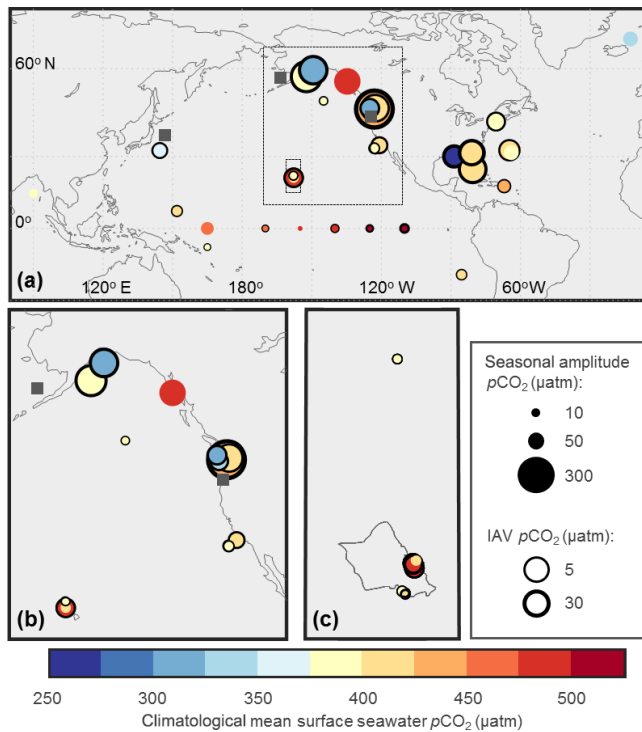 60° N
0°
(a)
120° E
180°
120° W
60° W
(b)
(c)
Seasonal amplitude
pCO₂ (µatm):
10
50
300
IAV pCO₂ (µatm):
5
30
250
300
350
400
450
500
Climatological mean surface seawater pCO₂ (µatm)